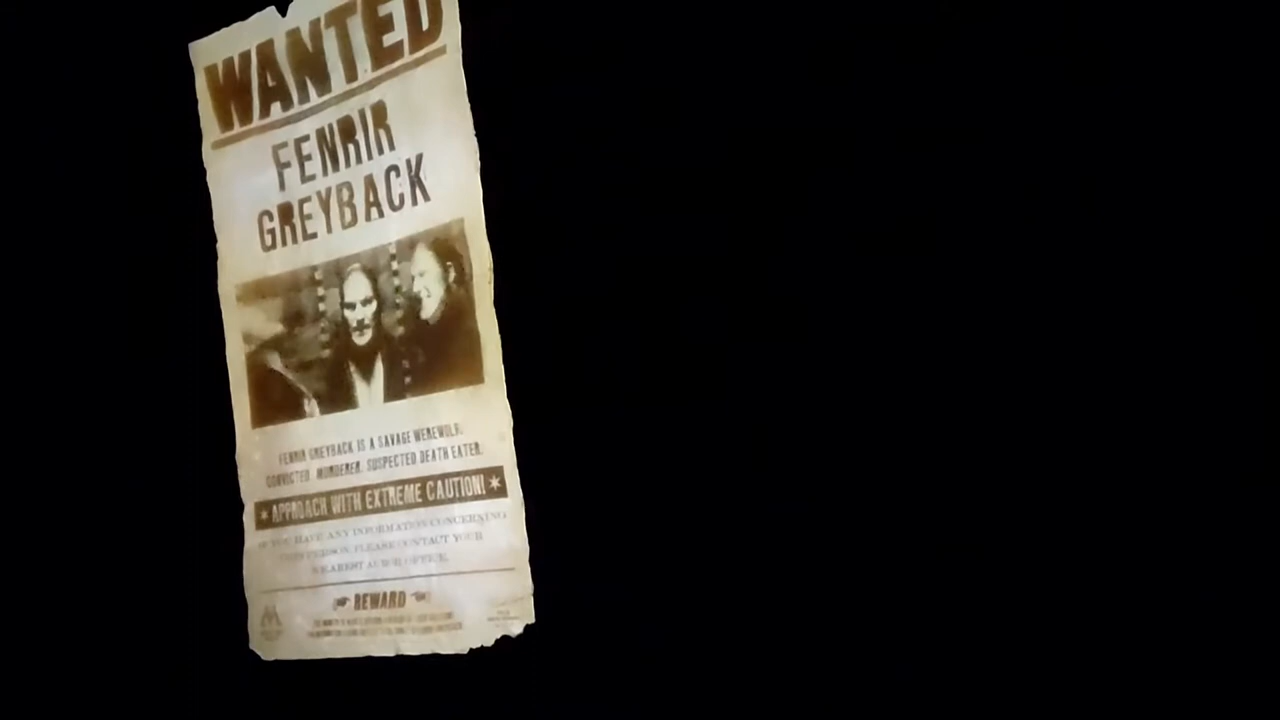 WANTED
FENRIR
GREYBACK
FENRIR GREYBACK IS A SAVAGE WEREWOLF.
CONVICTED MURDERER. SUSPECTED DEATH EATER.
* APPROACH WITH EXTREME CAUTION! *
IF YOU HAVE ANY INFORMATION CONCERNING
THIS PERSON, PLEASE CONTACT YOUR
NEAREST AUROR OFFICE.
REWARD